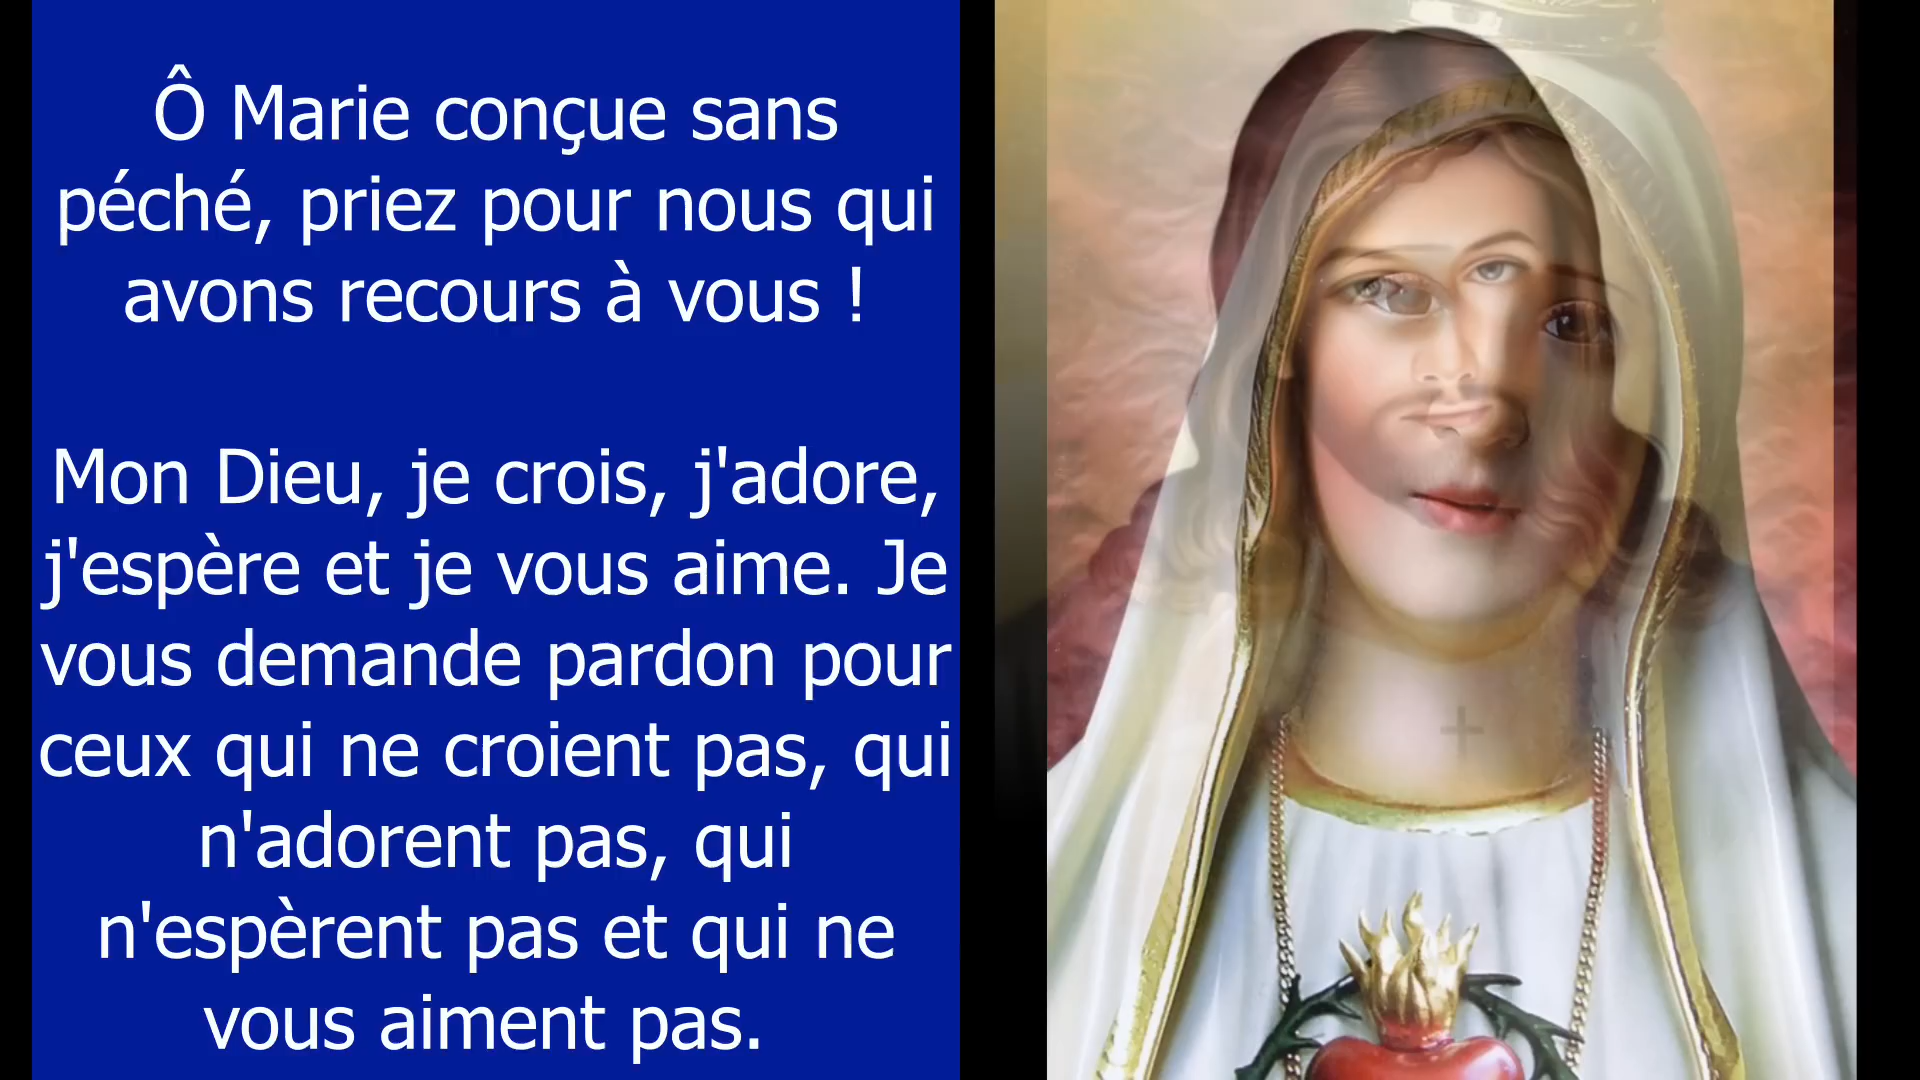 Ô Marie conçue sans
péché, priez pour nous qui
avons recours à vous !
Mon Dieu, je crois, j'adore,
j'espère et je vous aime. Je
vous demande pardon pour
ceux qui ne croient pas, qui
n'adorent pas, qui
n'espèrent pas et qui ne
vous aiment pas.